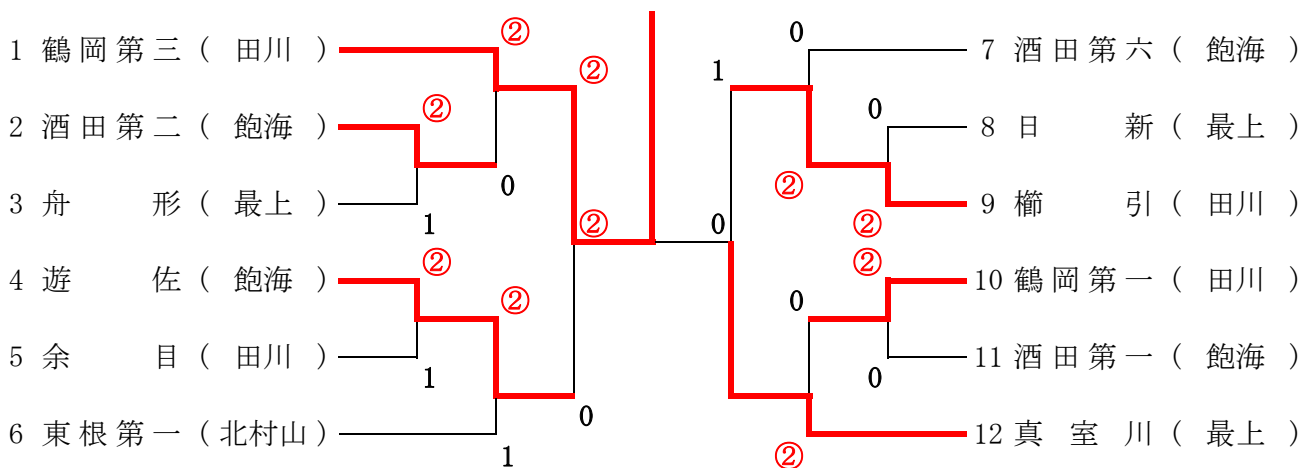 ②
0
1 鶴岡第三 ( 田川 )
7 酒田第六 ( 飽海 )
②
1
②
0
2 酒田第二 ( 飽海 )
8 日 新 ( 最上 )
0
②
3 舟 形 ( 最上 )
9 櫛 引 ( 田川 )
1
②
0
②
②
②
4 遊 佐 ( 飽海 )
10 鶴岡第一 ( 田川 )
②
0
5 余 目 ( 田川 )
11 酒田第一 ( 飽海 )
1
0
0
6 東根第一 ( 北村山 )
12 真室川 ( 最上 )
1
②